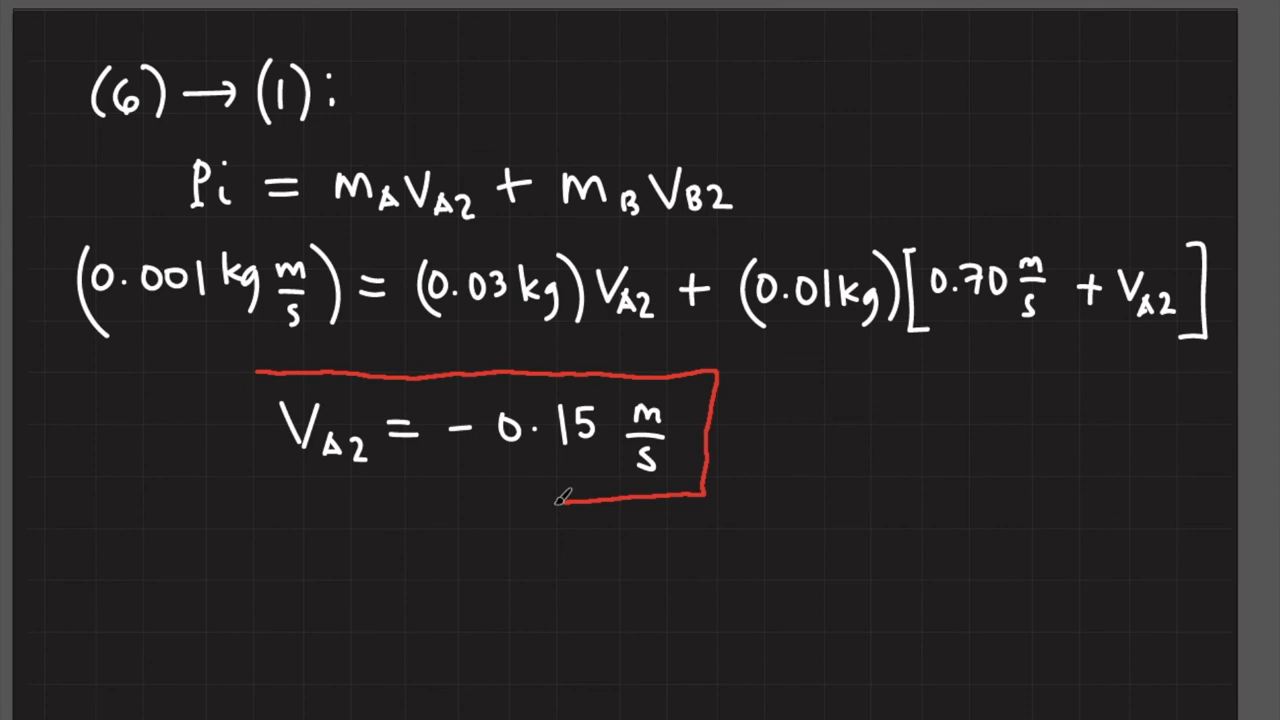 (6) → (1):
Pi = mAVA2 + mBVB2
(0.001 kg m/s) = (0.03 kg) VA2 + (0.01 kg)[0.70 m/s + VA2]
VA2 = - 0.15 m/s